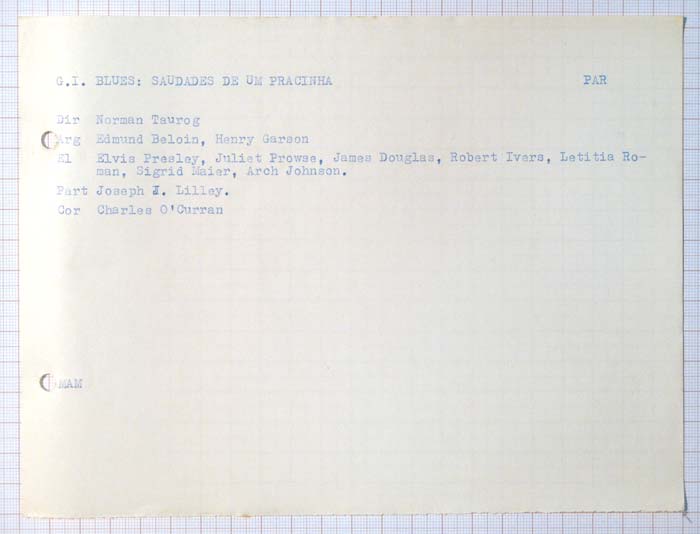 G.I. BLUES: SAUDADES DE UM PRACINHA PAR
Dir Norman Taurog
Arg Edmund Beloin, Henry Garson
El Elvis Presley, Juliet Prowse, James Douglas, Robert Ivers, Letitia Ro-
man, Sigrid Maier, Arch Johnson.
Part Joseph J. Lilley.
Cor Charles O'Curran
MAM